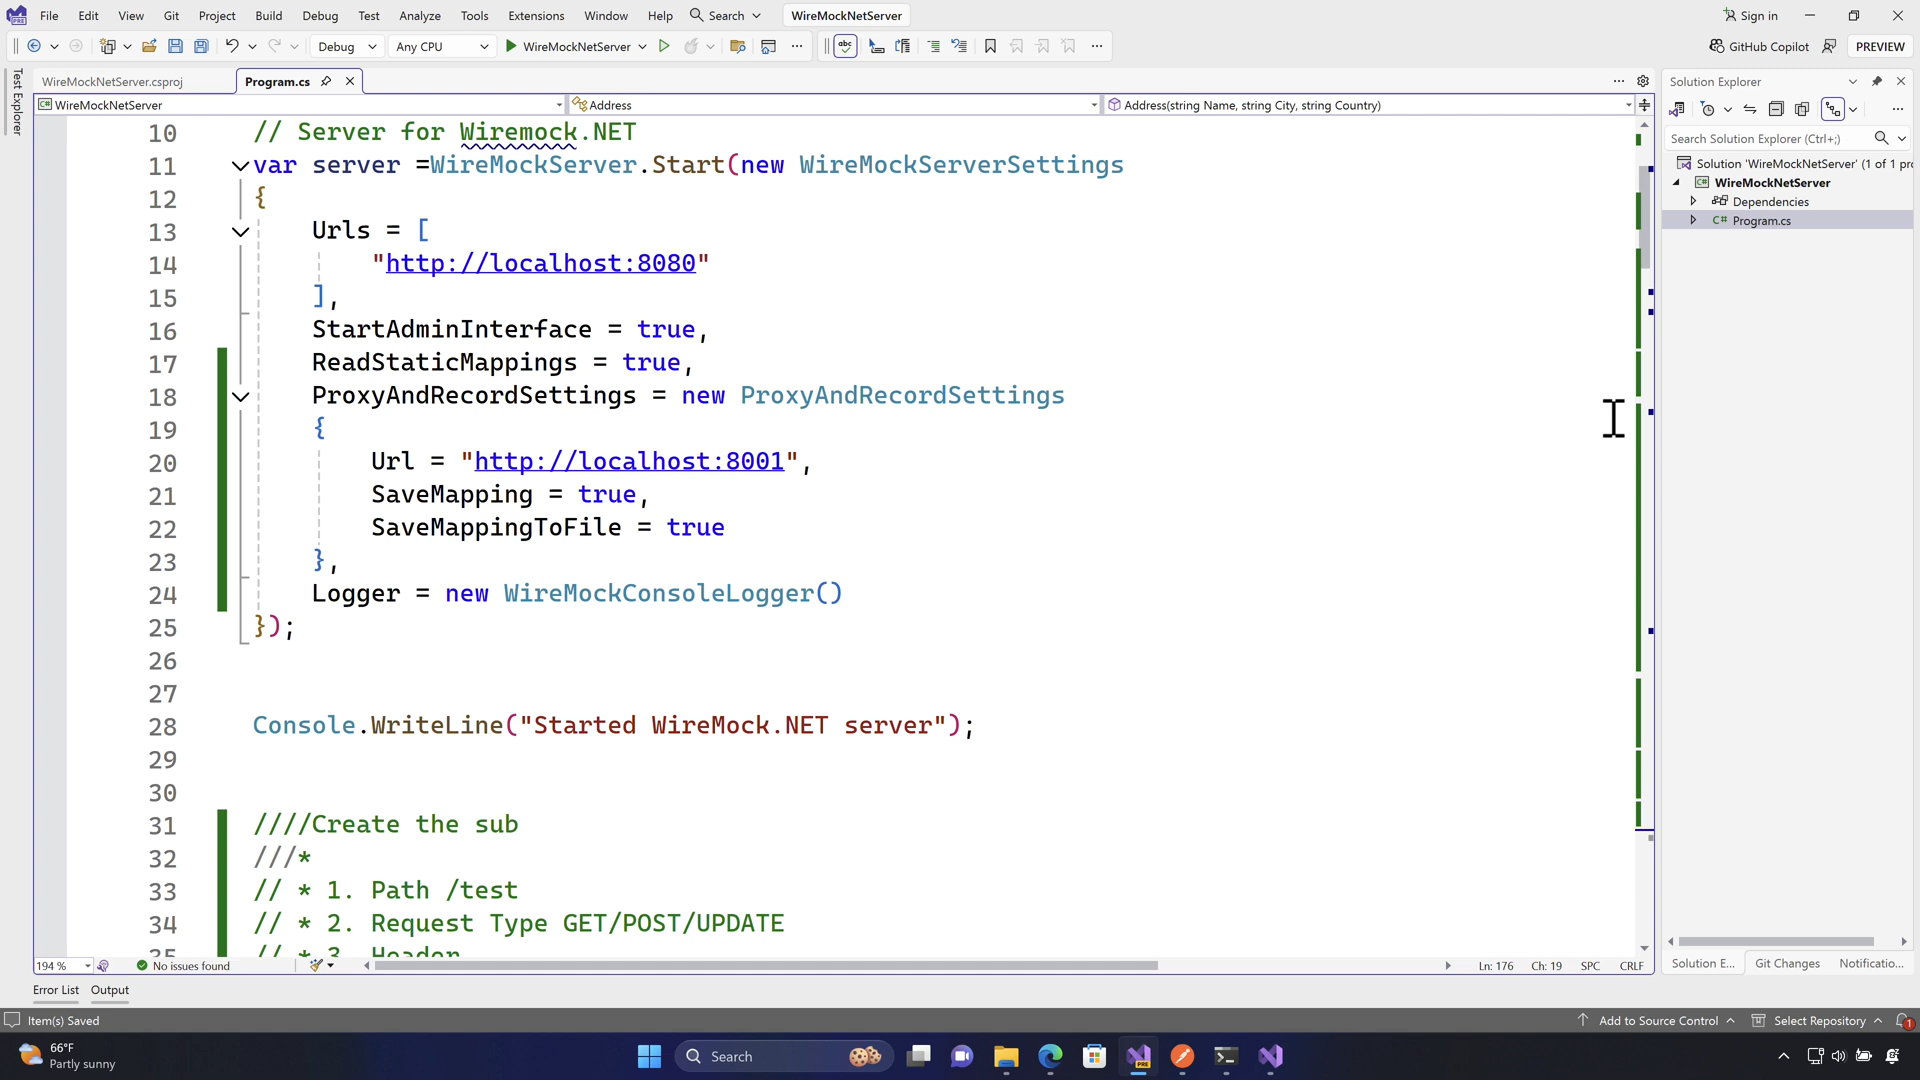 File Edit View Git Project Build Debug Test Analyze Tools Extensions Window Help Search WireMockNetServer Sign in
Debug Any CPU WireMockNetServer abc GitHub Copilot PREVIEW
Test Explorer
WireMockNetServer.csproj Program.cs
WireMockNetServer Address Address(string Name, string City, string Country)
10 // Server for Wiremock.NET
11 var server =WireMockServer.Start(new WireMockServerSettings
12 {
13 Urls = [
14 "http://localhost:8080"
15 ],
16 StartAdminInterface = true,
17 ReadStaticMappings = true,
18 ProxyAndRecordSettings = new ProxyAndRecordSettings
19 {
20 Url = "http://localhost:8001",
21 SaveMapping = true,
22 SaveMappingToFile = true
23 },
24 Logger = new WireMockConsoleLogger()
25 });
26
27
28 Console.WriteLine("Started WireMock.NET server");
29
30
31 ////Create the sub
32 ///*
33 // * 1. Path /test
34 // * 2. Request Type GET/POST/UPDATE
35 // * 3. Header
194 % No issues found Ln: 176 Ch: 19 SPC CRLF
Solution Explorer
Search Solution Explorer (Ctrl+;)
Solution 'WireMockNetServer' (1 of 1 pr
C# WireMockNetServer
Dependencies
C# Program.cs
Solution E... Git Changes Notificatio...
Error List Output
Item(s) Saved Add to Source Control Select Repository 1
66°F
Partly sunny
Search
PRE